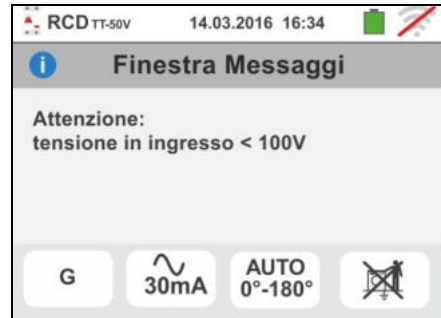 RCD TT-50V 14.03.2016 16:34
Finestra Messaggi
Attenzione:
tensione in ingresso < 100V
G 30mA AUTO 0°-180°